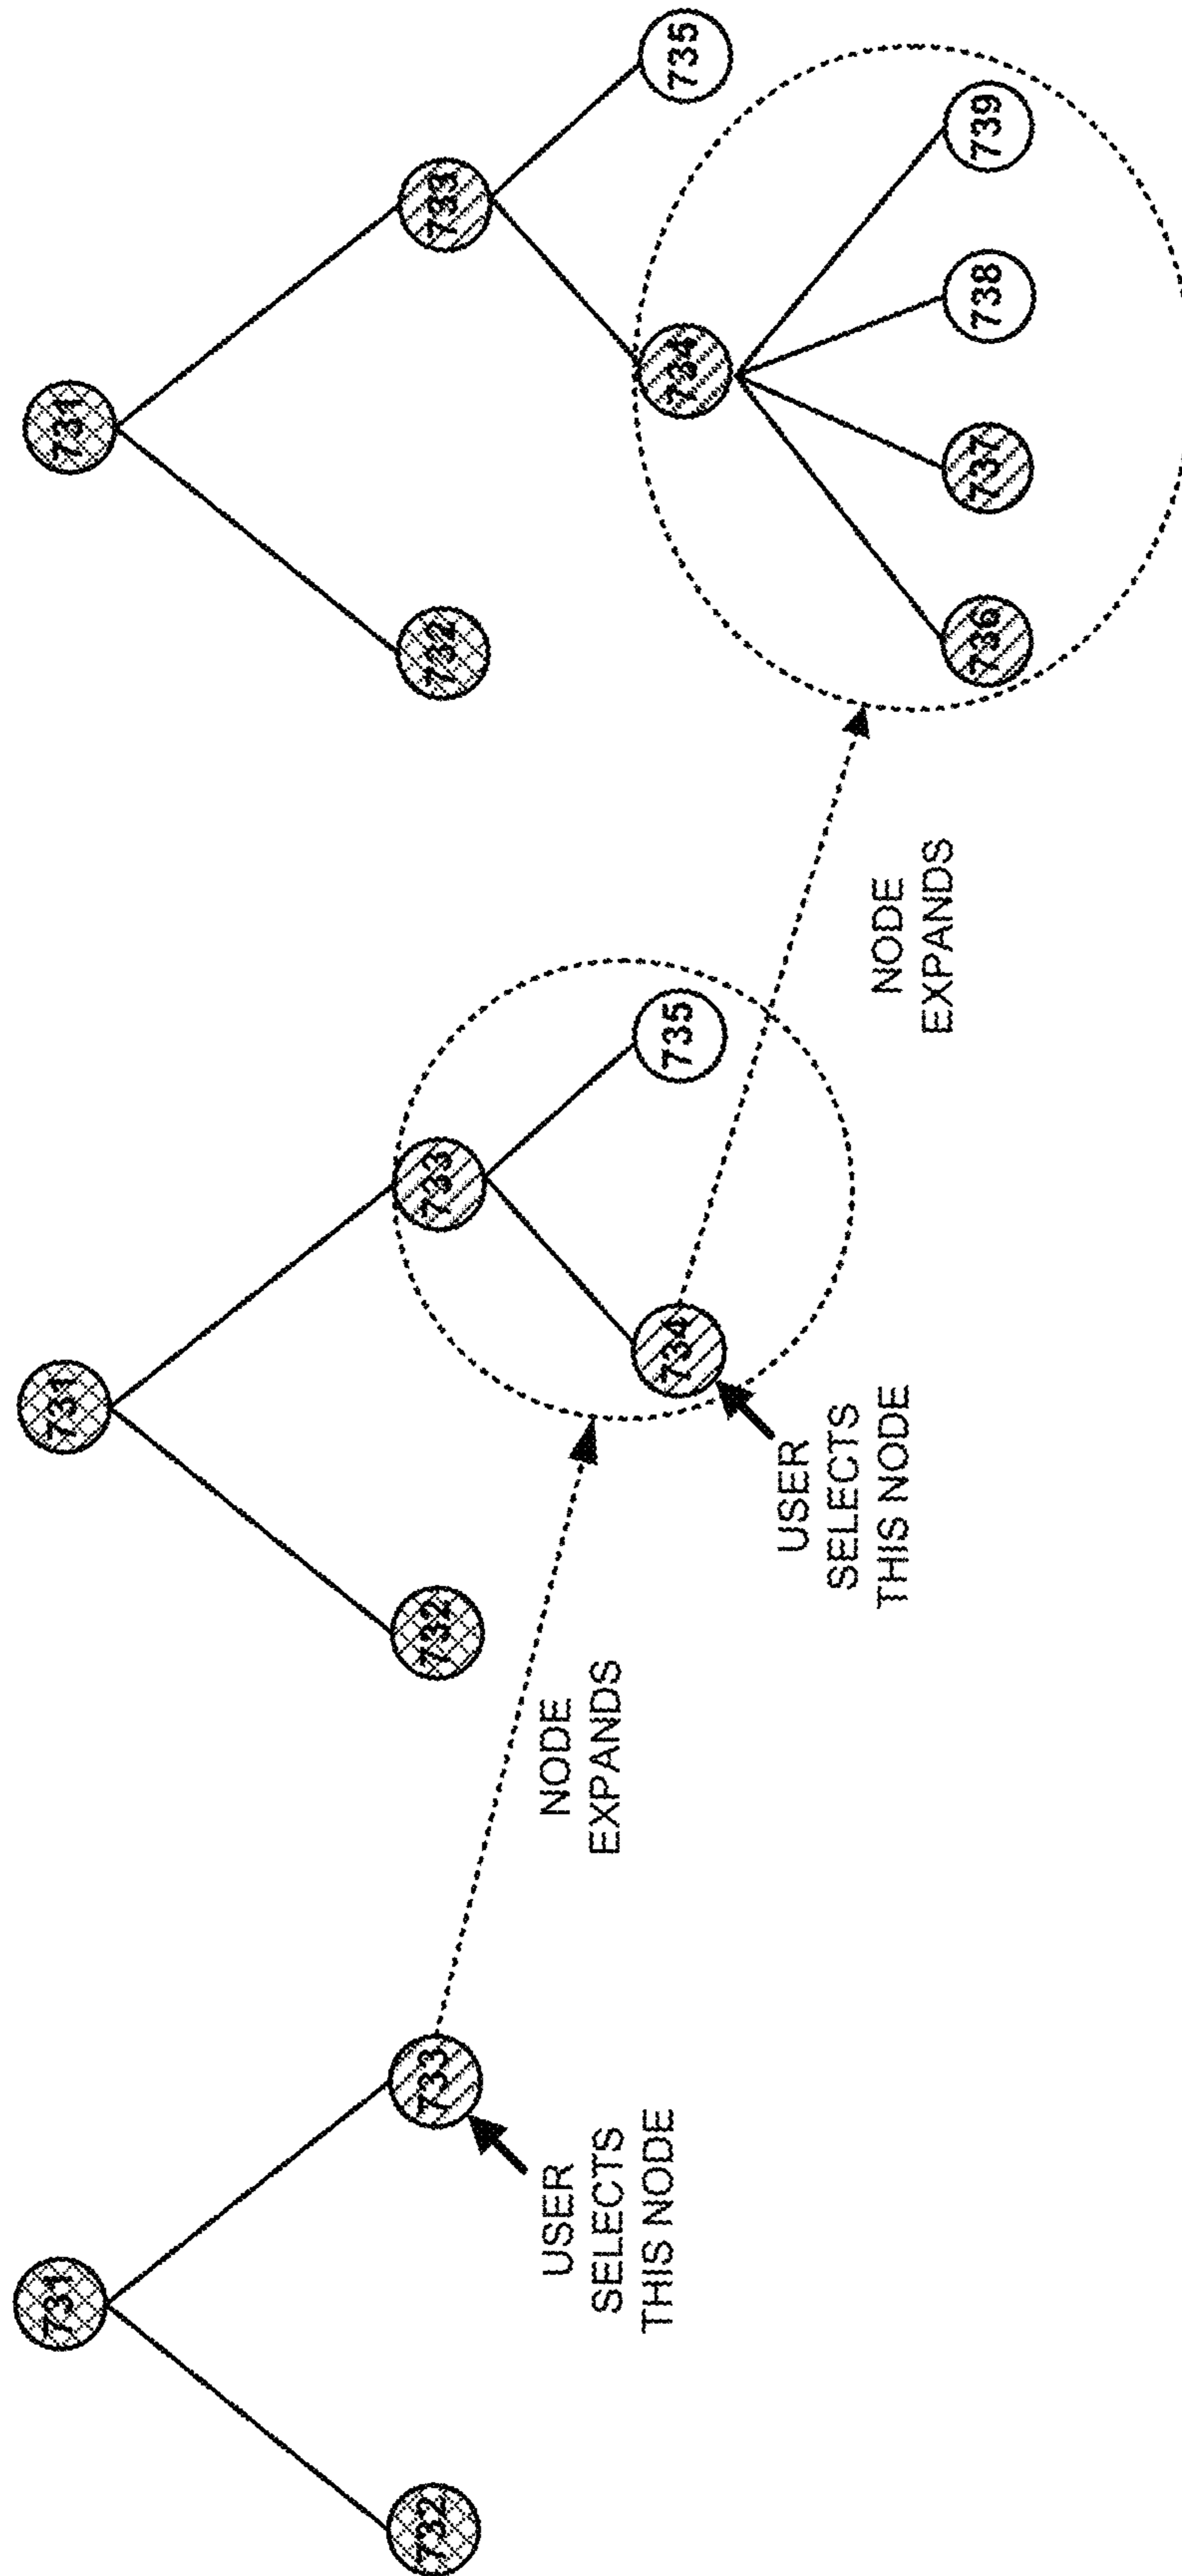 731
732
733
USER
SELECTS
THIS NODE
NODE
EXPANDS
731
732
733
734
735
USER
SELECTS
THIS NODE
NODE
EXPANDS
731
732
733
734
735
736
737
738
739